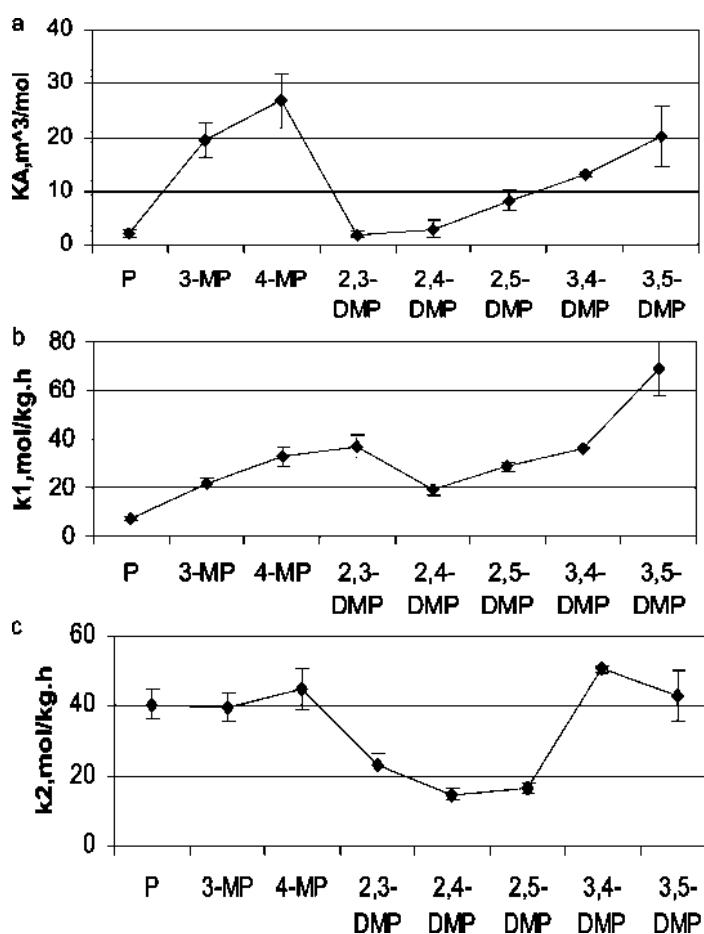 a
KA,m^3/mol
40
30
20
10
0
P 3-MP 4-MP 2,3-DMP 2,4-DMP 2,5-DMP 3,4-DMP 3,5-DMP
b
k1,mol/kg.h
80
60
40
20
0
P 3-MP 4-MP 2,3-DMP 2,4-DMP 2,5-DMP 3,4-DMP 3,5-DMP
c
k2,mol/kg.h
60
40
20
0
P 3-MP 4-MP 2,3-DMP 2,4-DMP 2,5-DMP 3,4-DMP 3,5-DMP